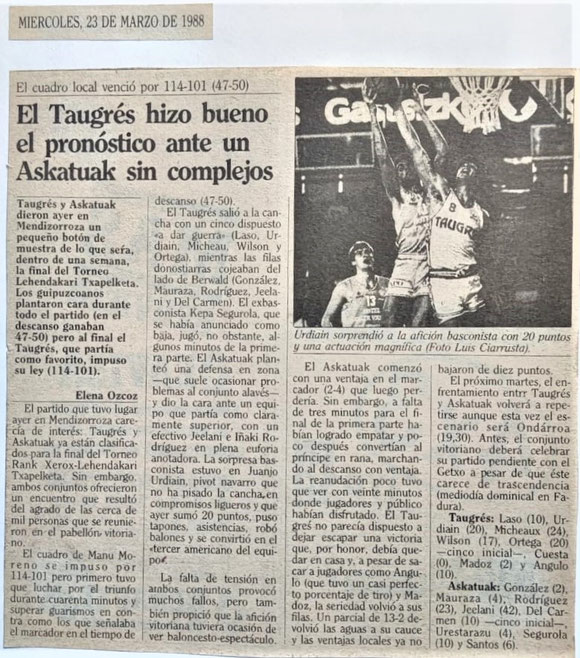 MIERCOLES, 23 DE MARZO DE 1988
El cuadro local venció por 114-101 (47-50)
El Taugrés hizo bueno
el pronóstico ante un
Askatuak sin complejos
Taugrés y Askatuak
dieron ayer en
Mendizorroza un
pequeño botón de
muestra de lo que será,
dentro de una semana,
la final del Torneo
Lehendakari Txapelketa.
Los guipuzcoanos
plantaron cara durante
todo el partido (en el
descanso ganaban
47-50) pero al final el
Taugrés, que partía
como favorito, impuso
su ley (114-101).
Elena Ozcoz
El partido que tuvo lugar
ayer en Mendizorroza care-
cía de interés: Taugrés y
Askatuak ya están clasifica-
dos para la final del Torneo
Rank Xerox-Lehendakari
Txapelketa. Sin embargo,
ambos conjuntos ofrecieron
un encuentro que resultó
del agrado de las cerca de
mil personas que se reunie-
ron en el pabellón vitoria-
no.
El cuadro de Manu Mo-
reno se impuso por
114-101 pero primero tuvo
que luchar por el triunfo
durante cuarenta minutos y
superar guarismos en con-
tra como los que señalaba
el marcador en el tiempo de
descanso (47-50).
El Taugrés salió a la can-
cha con un cinco dispuesto
«a dar guerra» (Laso, Ur-
diain, Micheau, Wilson y
Ortega), mientras las filas
donostiarras cojeaban del
lado de Berwald (González,
Mauraza, Rodríguez, Jeela-
ni y Del Carmen). El exbas-
conista Kepa Segurola, que
se había anunciado como
baja, jugó, no obstante, al-
gunos minutos de la prime-
ra parte. El Askatuak plan-
teó una defensa en zona
—que suele ocasionar pro-
blemas al conjunto alavés—
y dio la cara ante un equi-
po que partía como clara-
mente superior, con un
efectivo Jeelani e Iñaki Ro-
dríguez en plena euforia
anotadora. La sorpresa bas-
conista estuvo en Juanjo
Urdiain, pivot navarro que
no ha pisado la cancha en
compromisos ligueros y que
ayer sumó 20 puntos, puso
tapones, asistencias, robó
balones y se convirtió en el
«tercer americano del equi-
po».
La falta de tensión en
ambos conjuntos provocó
muchos fallos, pero tam-
bién propició que la afición
vitoriana tuviera ocasión de
ver baloncesto-espectáculo.
Urdiain sorprendió a la afición basconista con 20 puntos
y una actuación magnífica (Foto Luis Ciarrusta).
El Askatuak comenzó
con una ventaja en el mar-
cador (2-4) que luego per-
dería. Sin embargo, a falta
de tres minutos para el fi-
nal de la primera parte ha-
bían logrado empatar y po-
co después convertían al
príncipe en rana, marchan-
do al descanso con ventaja.
La reanudación poco tuvo
que ver con veinte minutos
donde jugadores y público
habían disfrutado. El Tau-
grés no parecía dispuesto a
dejar escapar una victoria
que, por honor, debía que-
dar en casa y, a pesar de sa-
car a jugadores como Angu-
lo (que tuvo un casi perfec-
to porcentaje de tiro) y Ma-
doz, la seriedad volvió a sus
filas. Un parcial de 13-2 de-
volvió las aguas a su cauce
y las ventajas locales ya no
bajaron de diez puntos.
El próximo martes, el en-
frentamiento entrr Taugrés
y Askatuak volverá a repe-
tirse aunque esta vez el es-
cenario será Ondárroa
(19,30). Antes, el conjunto
vitoriano deberá celebrar
su partido pendiente con el
Getxo a pesar de que éste
carece de trascendencia
(mediodía dominical en Fa-
dura).
Taugrés: Laso (10), Ur-
diain (20), Micheaux (24),
Wilson (17), Ortega (20)
—cinco inicial—, Cuesta
(0), Madoz (2) y Angulo
(10).
Askatuak: González (2),
Mauraza (4), Rodríguez
(23), Jeelani (42), Del Car-
men (10) —cinco inicial—,
Urestarazu (4), Segurola
(10) y Santos (6).
8
TAUGRES
13